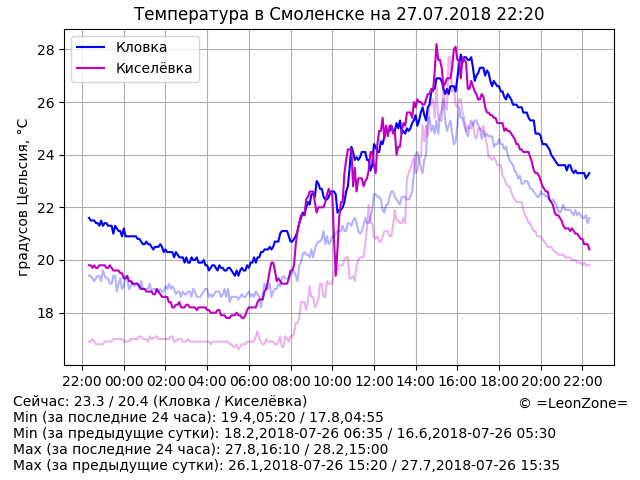 Температура в Смоленске на 27.07.2018 22:20
Кловка
Киселёвка
градусов Цельсия, °C
28
26
24
22
20
18
22:00 00:00 02:00 04:00 06:00 08:00 10:00 12:00 14:00 16:00 18:00 20:00 22:00
Сейчас: 23.3 / 20.4 (Кловка / Киселёвка)
© =LeonZone=
Min (за последние 24 часа): 19.4,05:20 / 17.8,04:55
Min (за предыдущие сутки): 18.2,2018-07-26 06:35 / 16.6,2018-07-26 05:30
Max (за последние 24 часа): 27.8,16:10 / 28.2,15:00
Max (за предыдущие сутки): 26.1,2018-07-26 15:20 / 27.7,2018-07-26 15:35